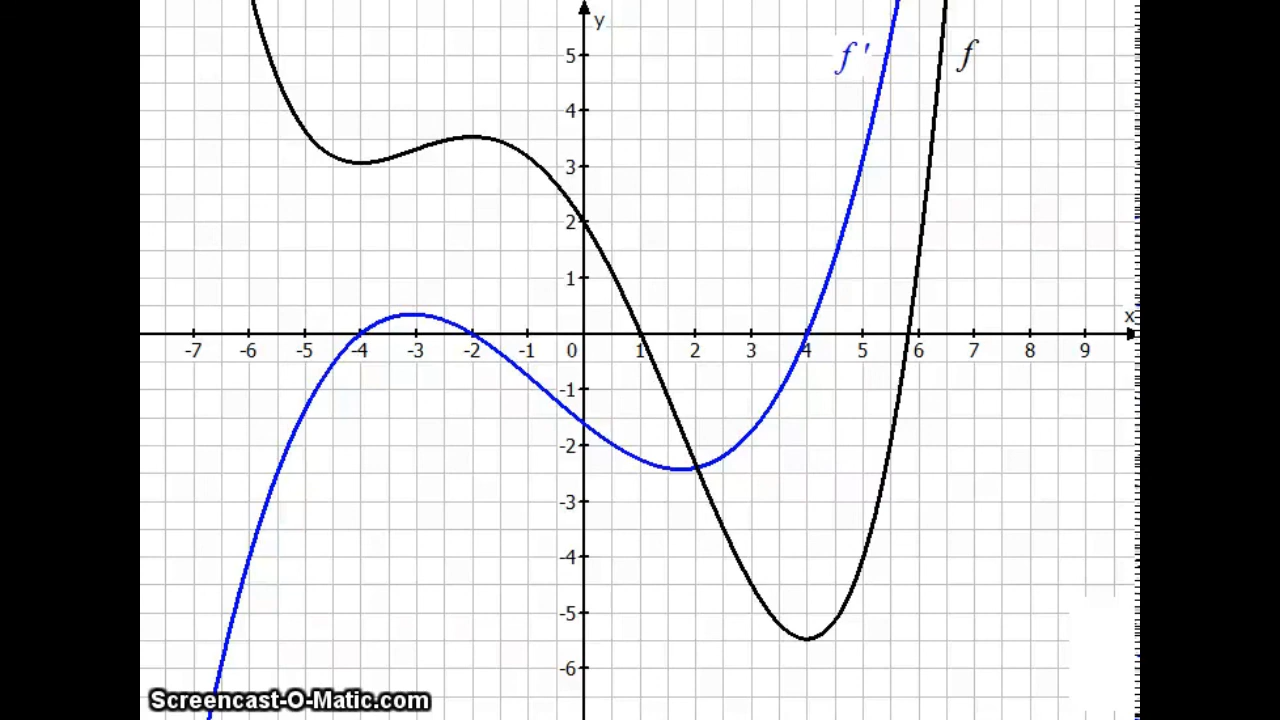 y
5
f ' f
4
3
2
1
x
-7 -6 -5 -4 -3 -2 -1 0 1 2 3 4 5 6 7 8 9
-1
-2
-3
-4
-5
-6
Screencast-O-Matic.com